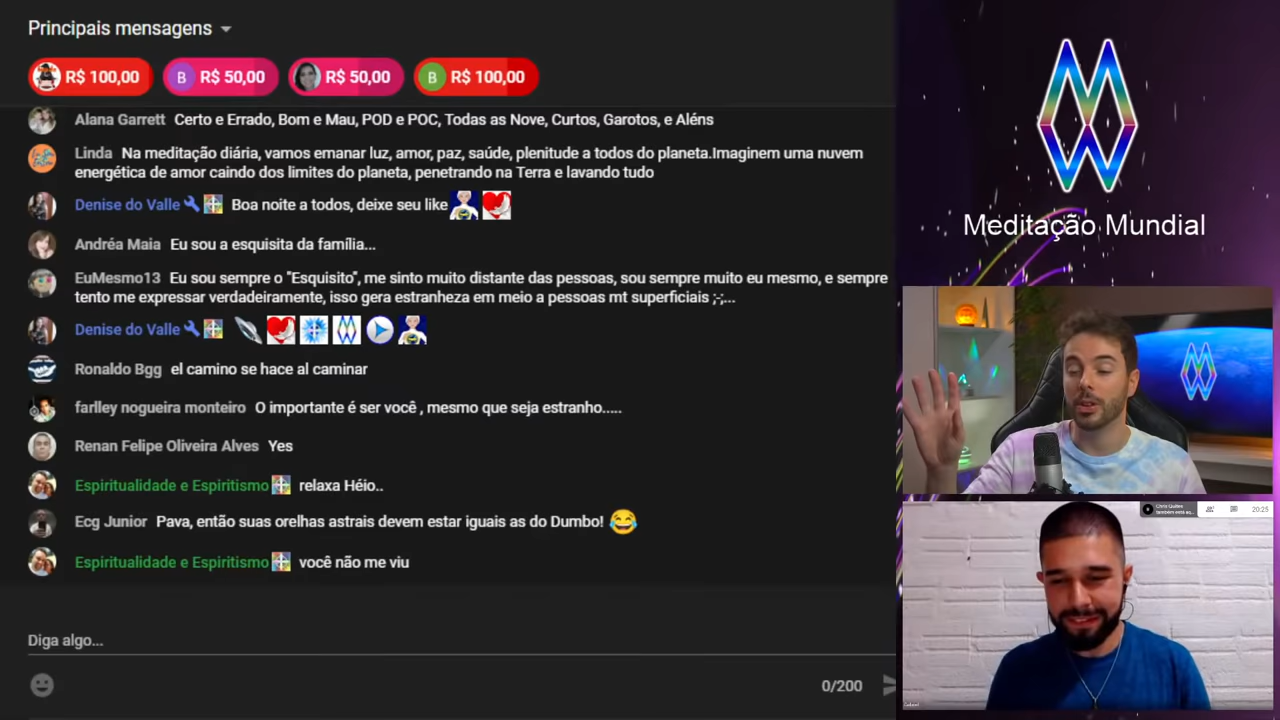 Principais mensagens
R$ 100,00
B R$ 50,00
R$ 50,00
B R$ 100,00
Alana Garrett Certo e Errado, Bom e Mau, POD e POC, Todas as Nove, Curtos, Garotos, e Aléns
Linda Na meditação diária, vamos emanar luz, amor, paz, saúde, plenitude a todos do planeta.Imaginem uma nuvem
energética de amor caindo dos limites do planeta, penetrando na Terra e lavando tudo
Denise do Valle Boa noite a todos, deixe seu like
Andréa Maia Eu sou a esquisita da família...
EuMesmo13 Eu sou sempre o "Esquisito", me sinto muito distante das pessoas, sou sempre muito eu mesmo, e sempre
tento me expressar verdadeiramente, isso gera estranheza em meio a pessoas mt superficiais ;-;...
Denise do Valle
Ronaldo Bgg el camino se hace al caminar
farlley nogueira monteiro O importante é ser você , mesmo que seja estranho.....
Renan Felipe Oliveira Alves Yes
Espiritualidade e Espiritismo relaxa Héio..
Ecg Junior Pava, então suas orelhas astrais devem estar iguais as do Dumbo!
Espiritualidade e Espiritismo você não me viu
Diga algo...
0/200
Meditação Mundial
20:25